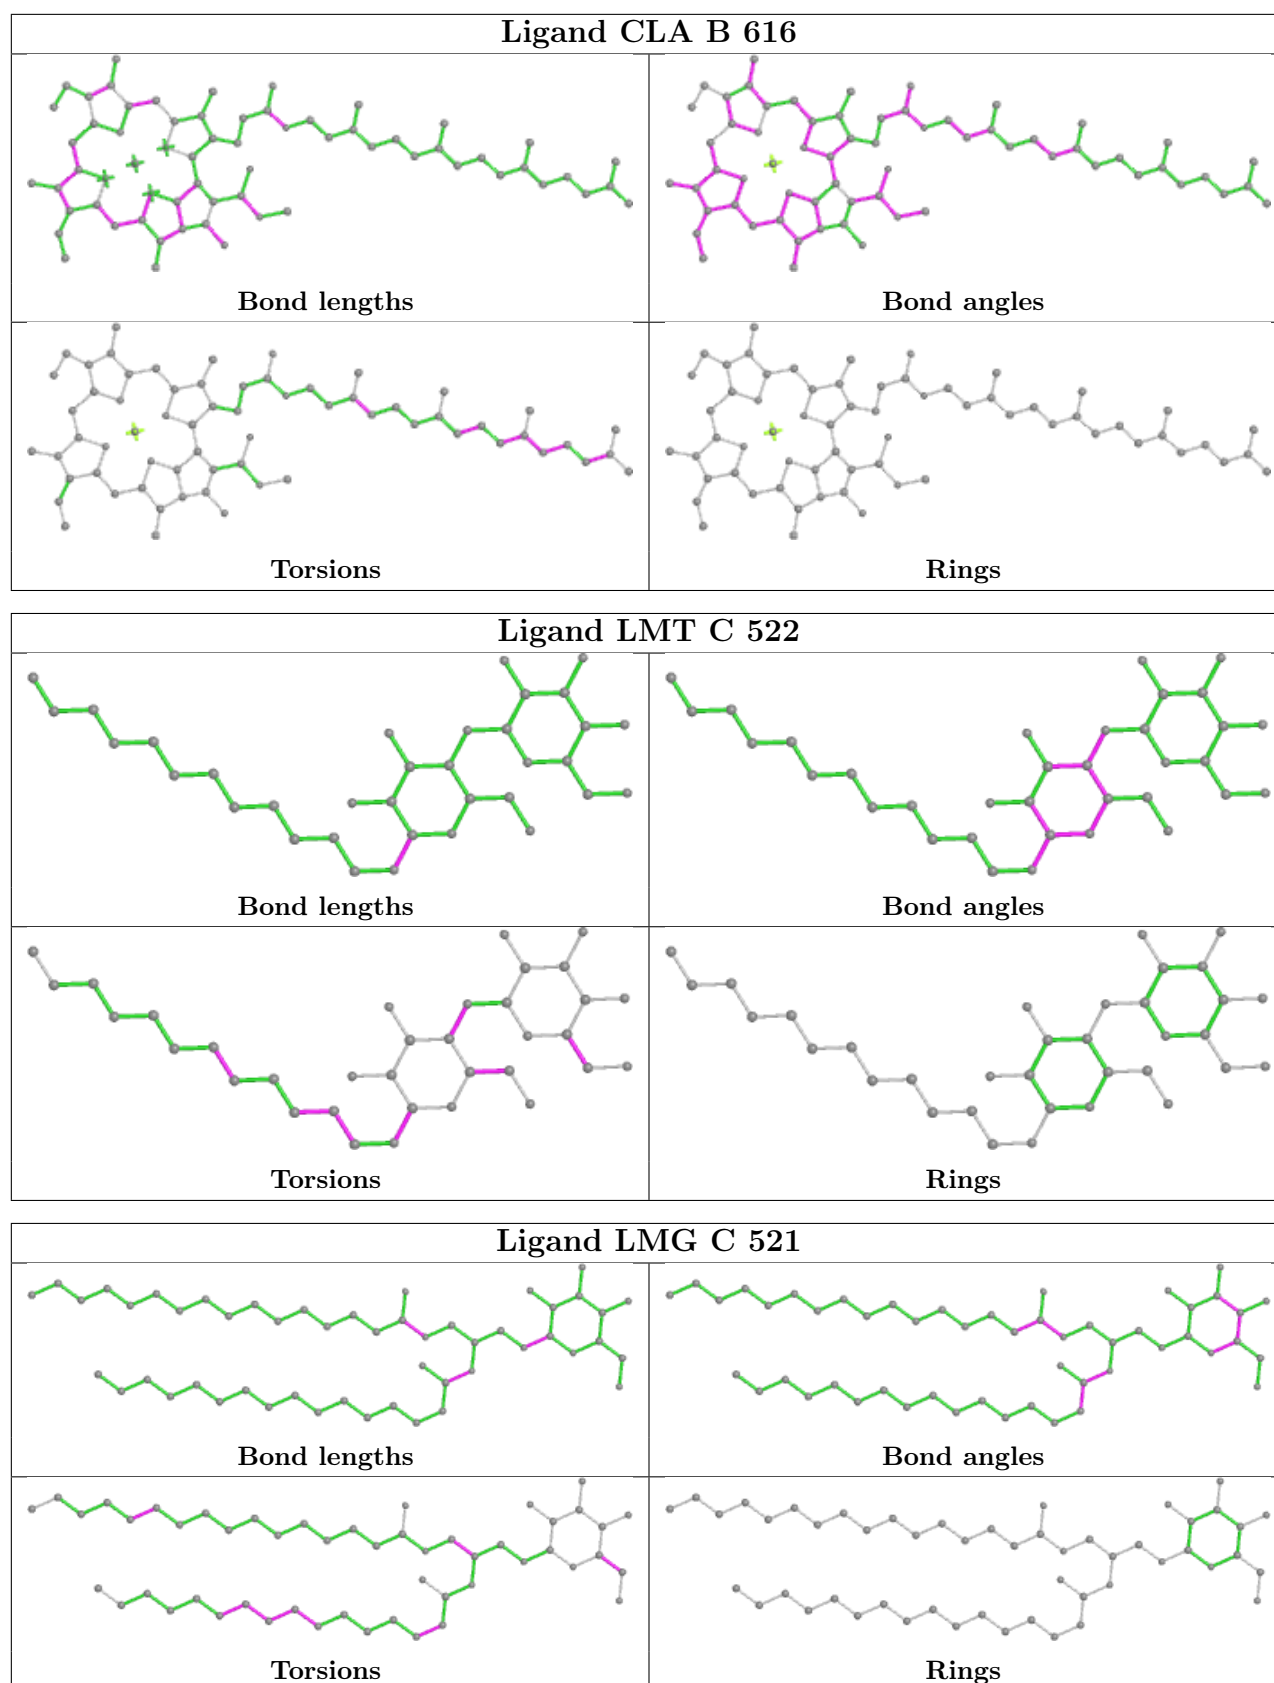 Ligand CLA B 616
Bond lengths
Bond angles
Torsions
Rings
Ligand LMT C 522
Bond lengths
Bond angles
Torsions
Rings
Ligand LMG C 521
Bond lengths
Bond angles
Torsions
Rings